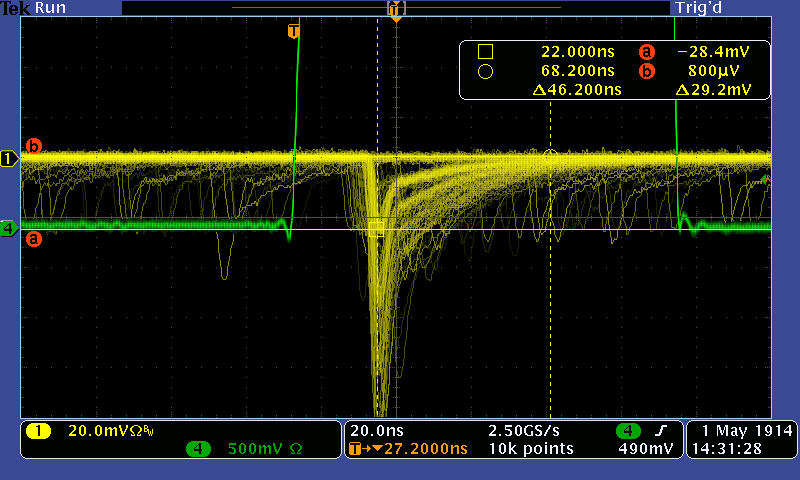 Tek Run Trig'd
T
[T]
22.000ns a −28.4mV
68.200ns b 800µV
Δ46.200ns Δ29.2mV
b
1
4
a
1 20.0mVΩBW
4 500mV Ω
20.0ns 2.50GS/s 4
T→▼27.2000ns 10k points 490mV
1 May 1914
14:31:28